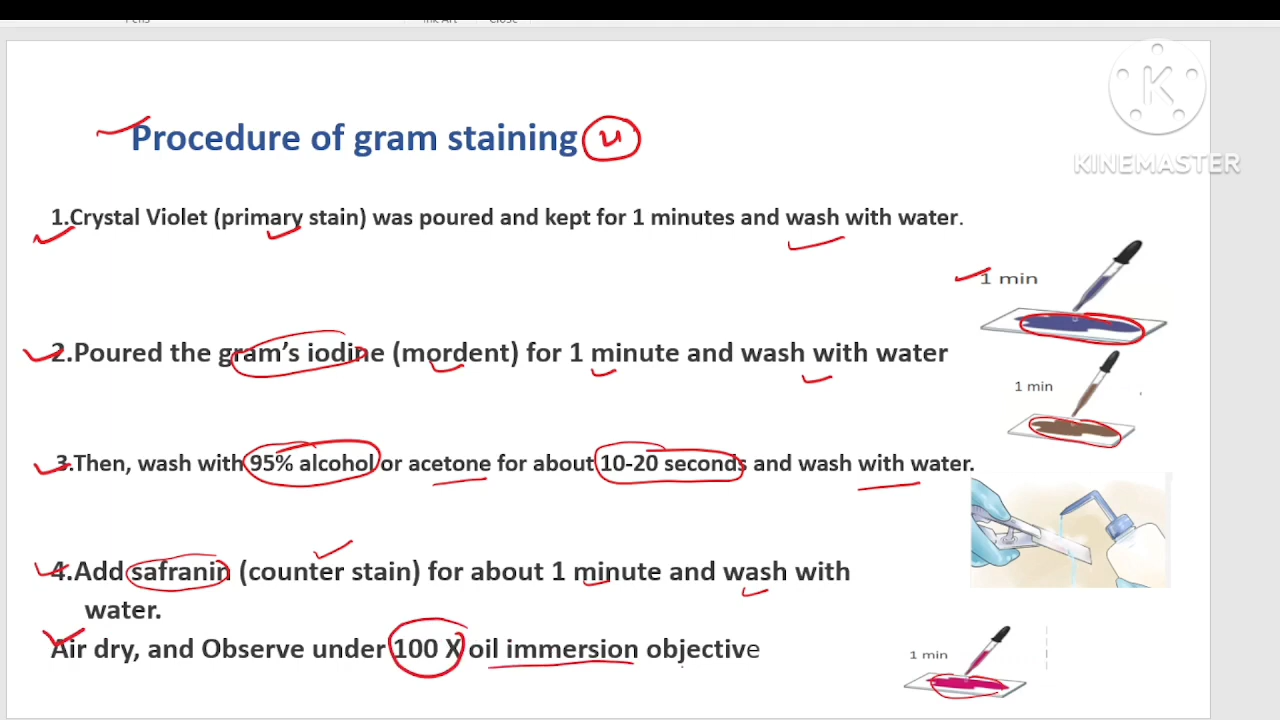 Procedure of gram staining
1.Crystal Violet (primary stain) was poured and kept for 1 minutes and wash with water.
1 min
2.Poured the gram's iodine (mordent) for 1 minute and wash with water
1 min
3.Then, wash with 95% alcohol or acetone for about 10-20 seconds and wash with water.
4.Add safranin (counter stain) for about 1 minute and wash with
water.
Air dry, and Observe under 100 X oil immersion objective
1 min
K
KINEMASTER